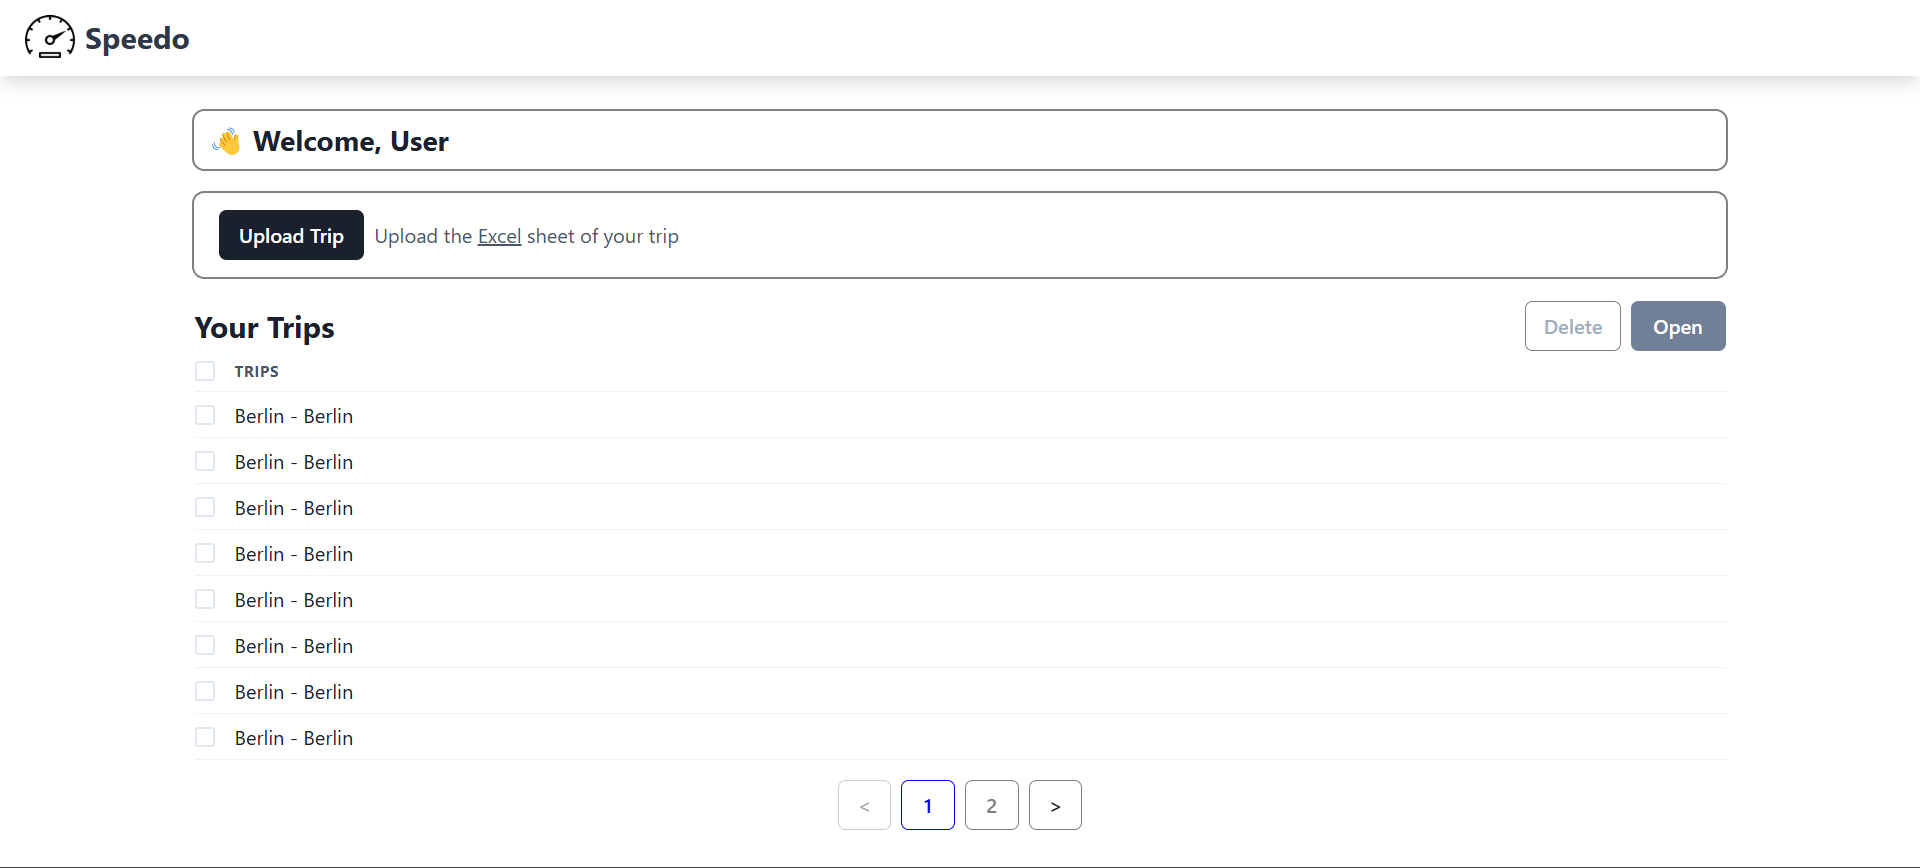 Speedo
👋 Welcome, User
Upload Trip Upload the Excel sheet of your trip
Your Trips Delete Open
TRIPS
Berlin - Berlin
Berlin - Berlin
Berlin - Berlin
Berlin - Berlin
Berlin - Berlin
Berlin - Berlin
Berlin - Berlin
Berlin - Berlin
< 1 2 >